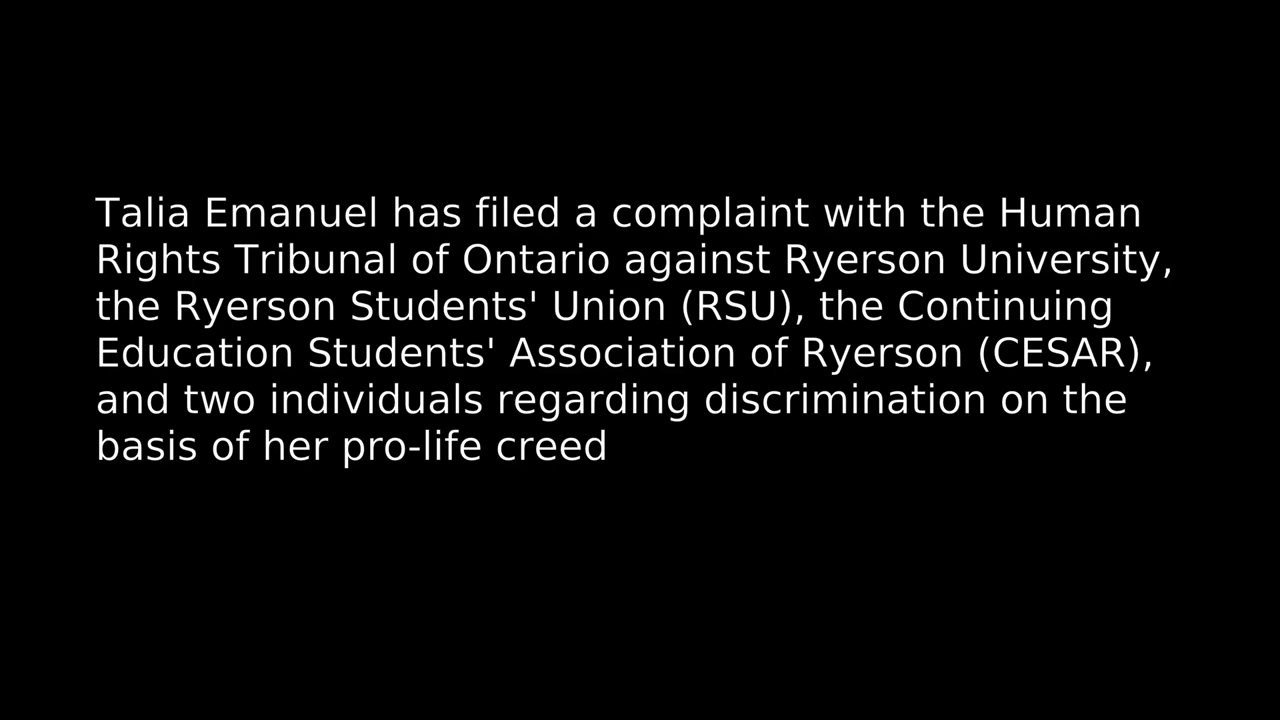 Talia Emanuel has filed a complaint with the Human
Rights Tribunal of Ontario against Ryerson University,
the Ryerson Students' Union (RSU), the Continuing
Education Students' Association of Ryerson (CESAR),
and two individuals regarding discrimination on the
basis of her pro-life creed